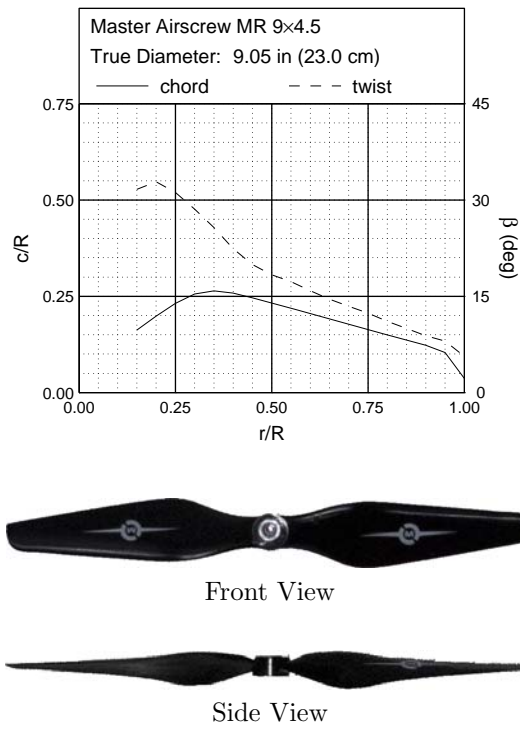 Master Airscrew MR 9×4.5
True Diameter: 9.05 in (23.0 cm)
chord twist
0.75 45
0.50 30
0.25 15
0.00 0
c/R
β (deg)
0.00 0.25 0.50 0.75 1.00
r/R
Front View
Side View